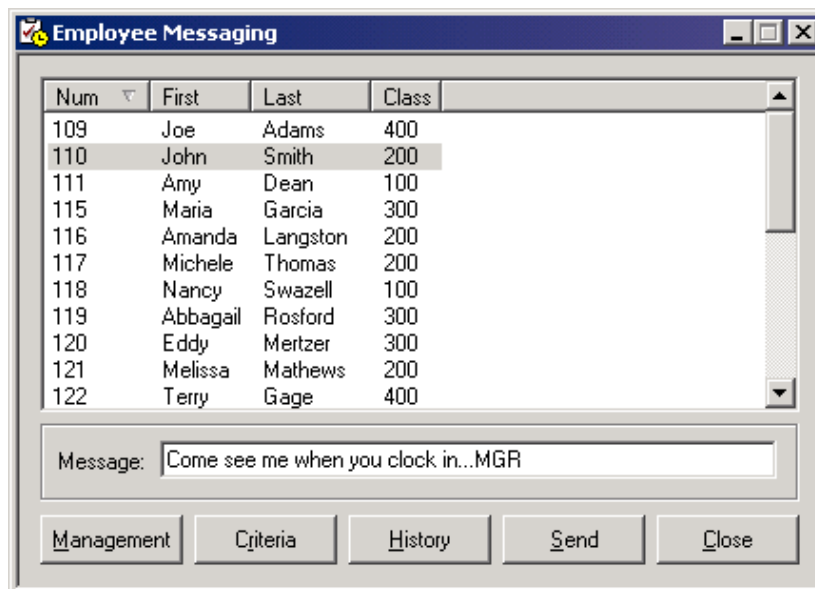 Employee Messaging
Num First Last Class
109 Joe Adams 400
110 John Smith 200
111 Amy Dean 100
115 Maria Garcia 300
116 Amanda Langston 200
117 Michele Thomas 200
118 Nancy Swazell 100
119 Abbagail Rosford 300
120 Eddy Mertzer 300
121 Melissa Mathews 200
122 Terry Gage 400
Message: Come see me when you clock in...MGR
Management Criteria History Send Close